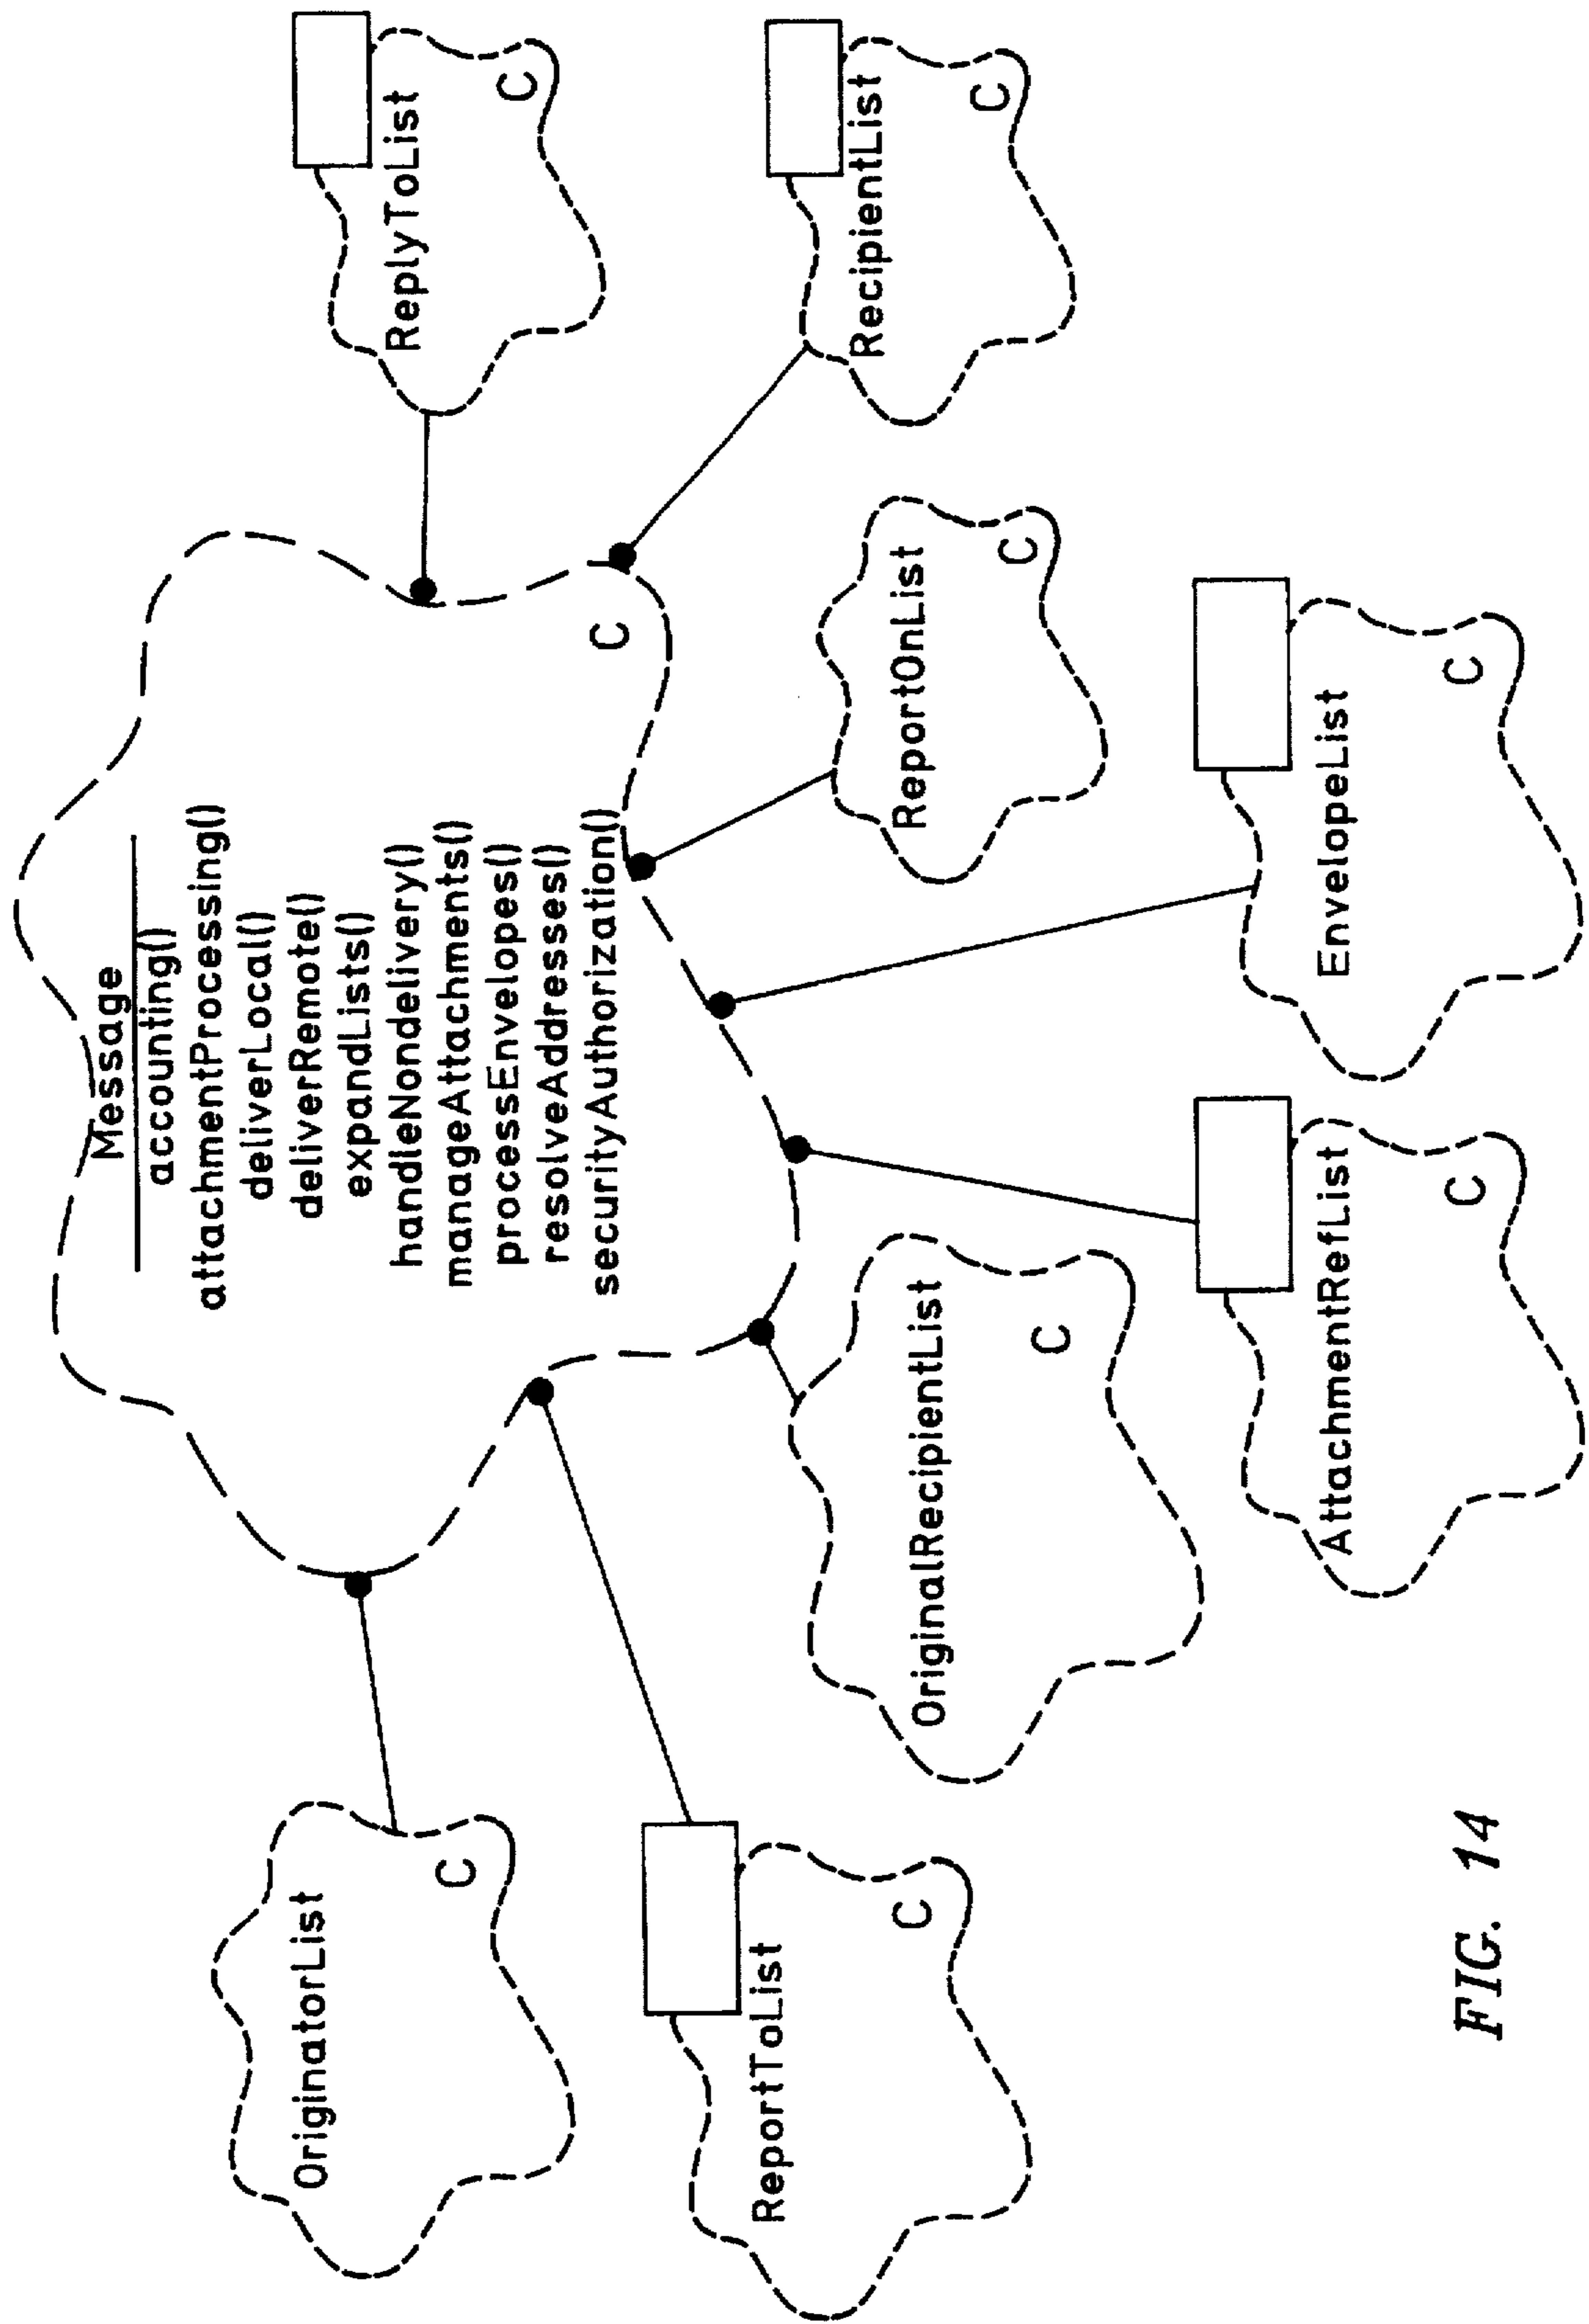 Message
accounting()
attachmentProcessing()
deliverLocal()
deliverRemote()
expandLists()
handleNondelivery()
manageAttachments()
processEnvelopes()
resolveAddresses()
securityAuthorization()
C
OriginatorList
C
ReportToList
C
OriginalRecipientList
C
AttachmentRefList
C
EnvelopeList
C
ReportOnList
C
RecipientList
C
ReplyToList
C
FIG. 14